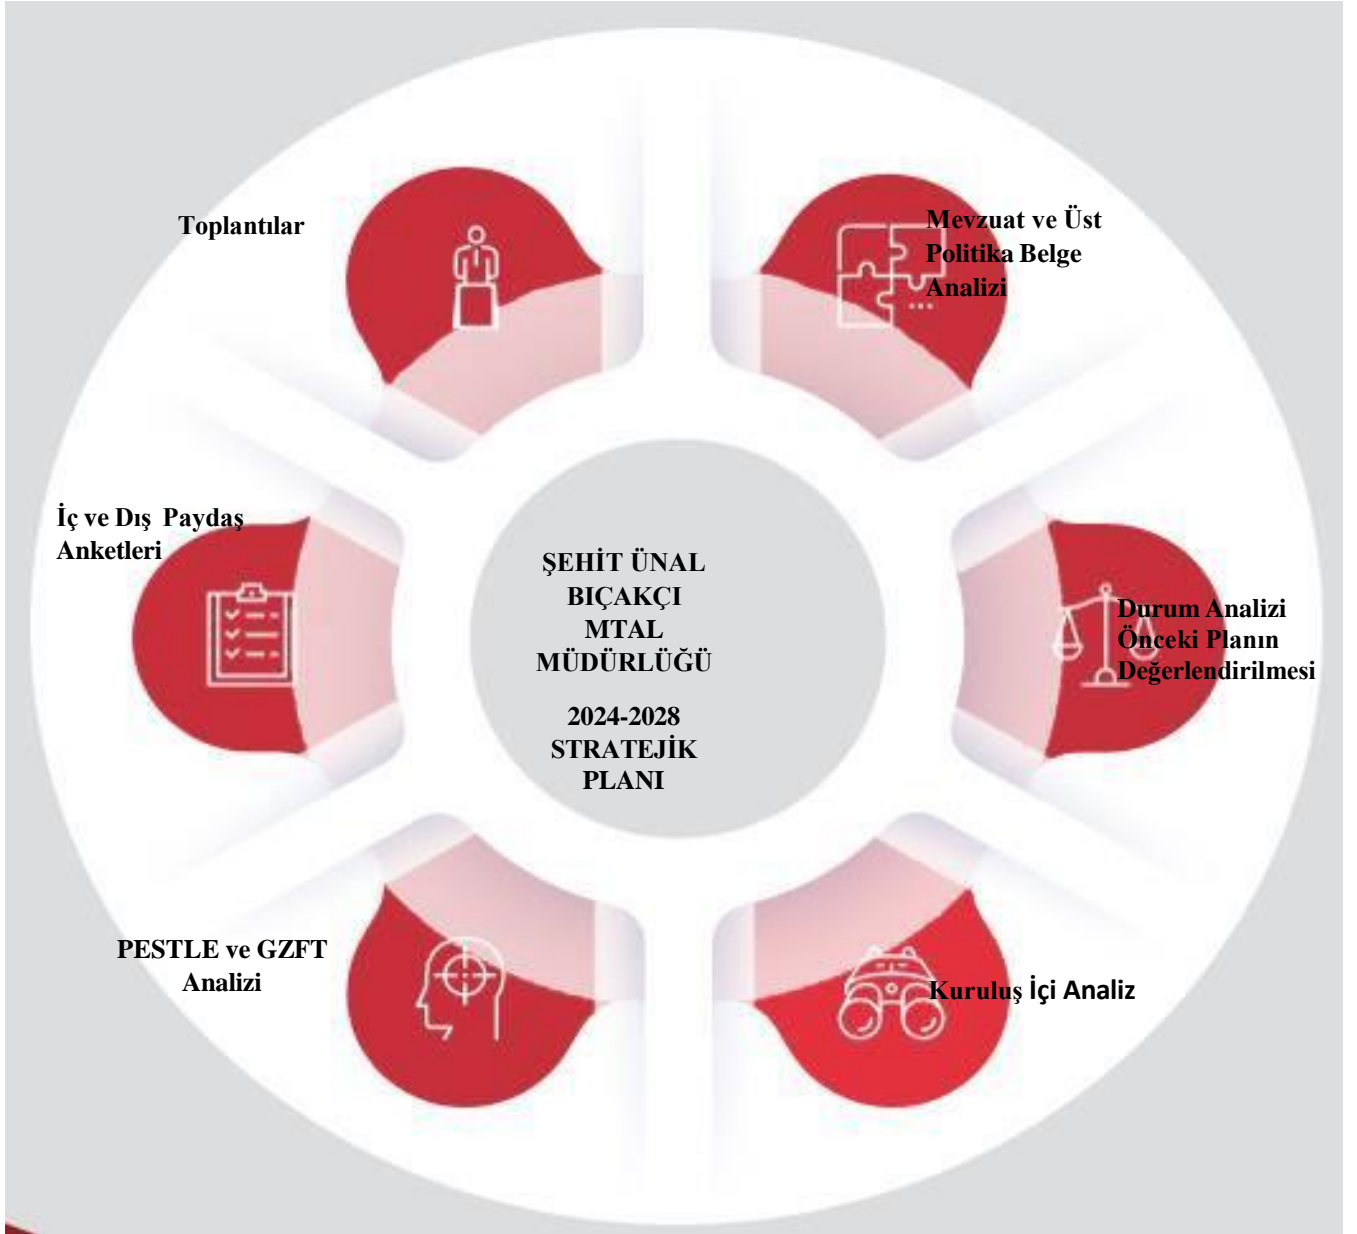 Toplantılar
Mevzuat ve Üst
Politika Belge
Analizi
İç ve Dış Paydaş
Anketleri
ŞEHİT ÜNAL
BIÇAKÇI
MTAL
MÜDÜRLÜĞÜ
2024-2028
STRATEJİK
PLANI
Durum Analizi
Önceki Planın
Değerlendirilmesi
PESTLE ve GZFT
Analizi
Kuruluş İçi Analiz